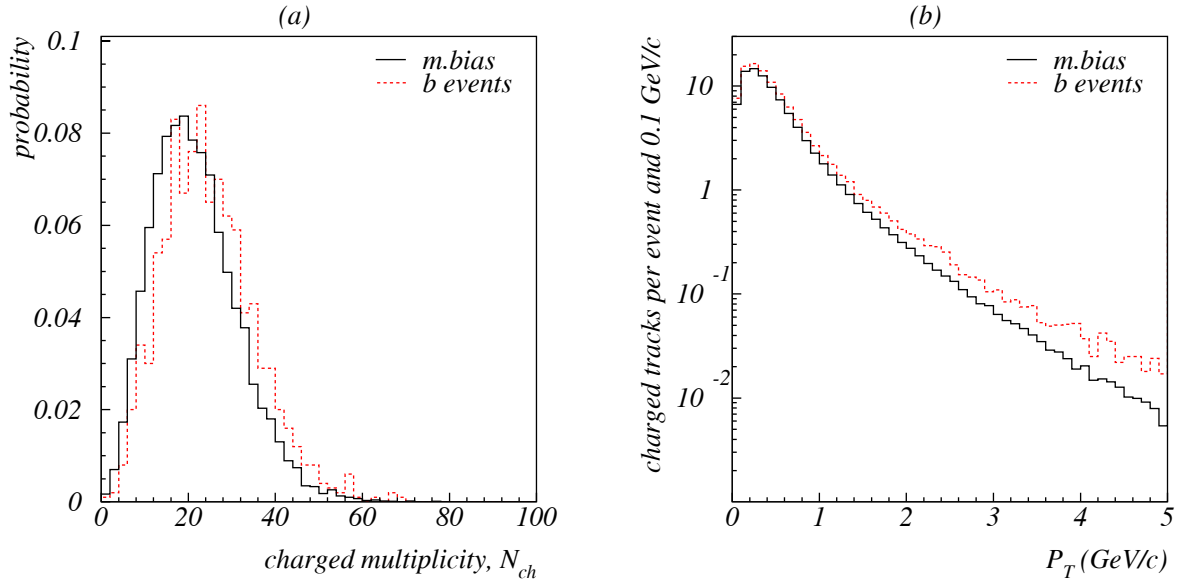 (a)
probability
0.1
0.08
0.06
0.04
0.02
0
m.bias
b events
0 20 40 60 80 100
charged multiplicity, N_ch
(b)
charged tracks per event and 0.1 GeV/c
10
1
10^-1
10^-2
m.bias
b events
0 1 2 3 4 5
P_T (GeV/c)